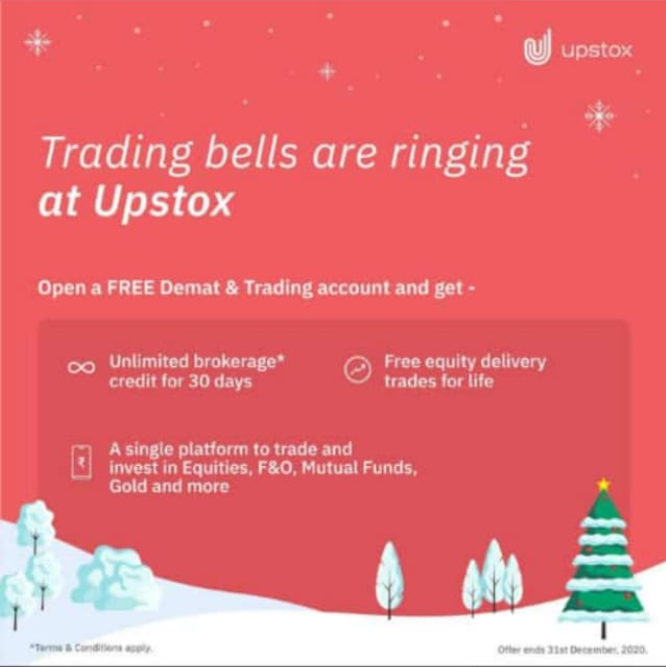 upstox
Trading bells are ringing
at Upstox
Open a FREE Demat & Trading account and get -
Unlimited brokerage*
credit for 30 days
Free equity delivery
trades for life
A single platform to trade and
invest in Equities, F&O, Mutual Funds,
Gold and more
*Terms & Conditions apply.
Offer ends 31st December, 2020.